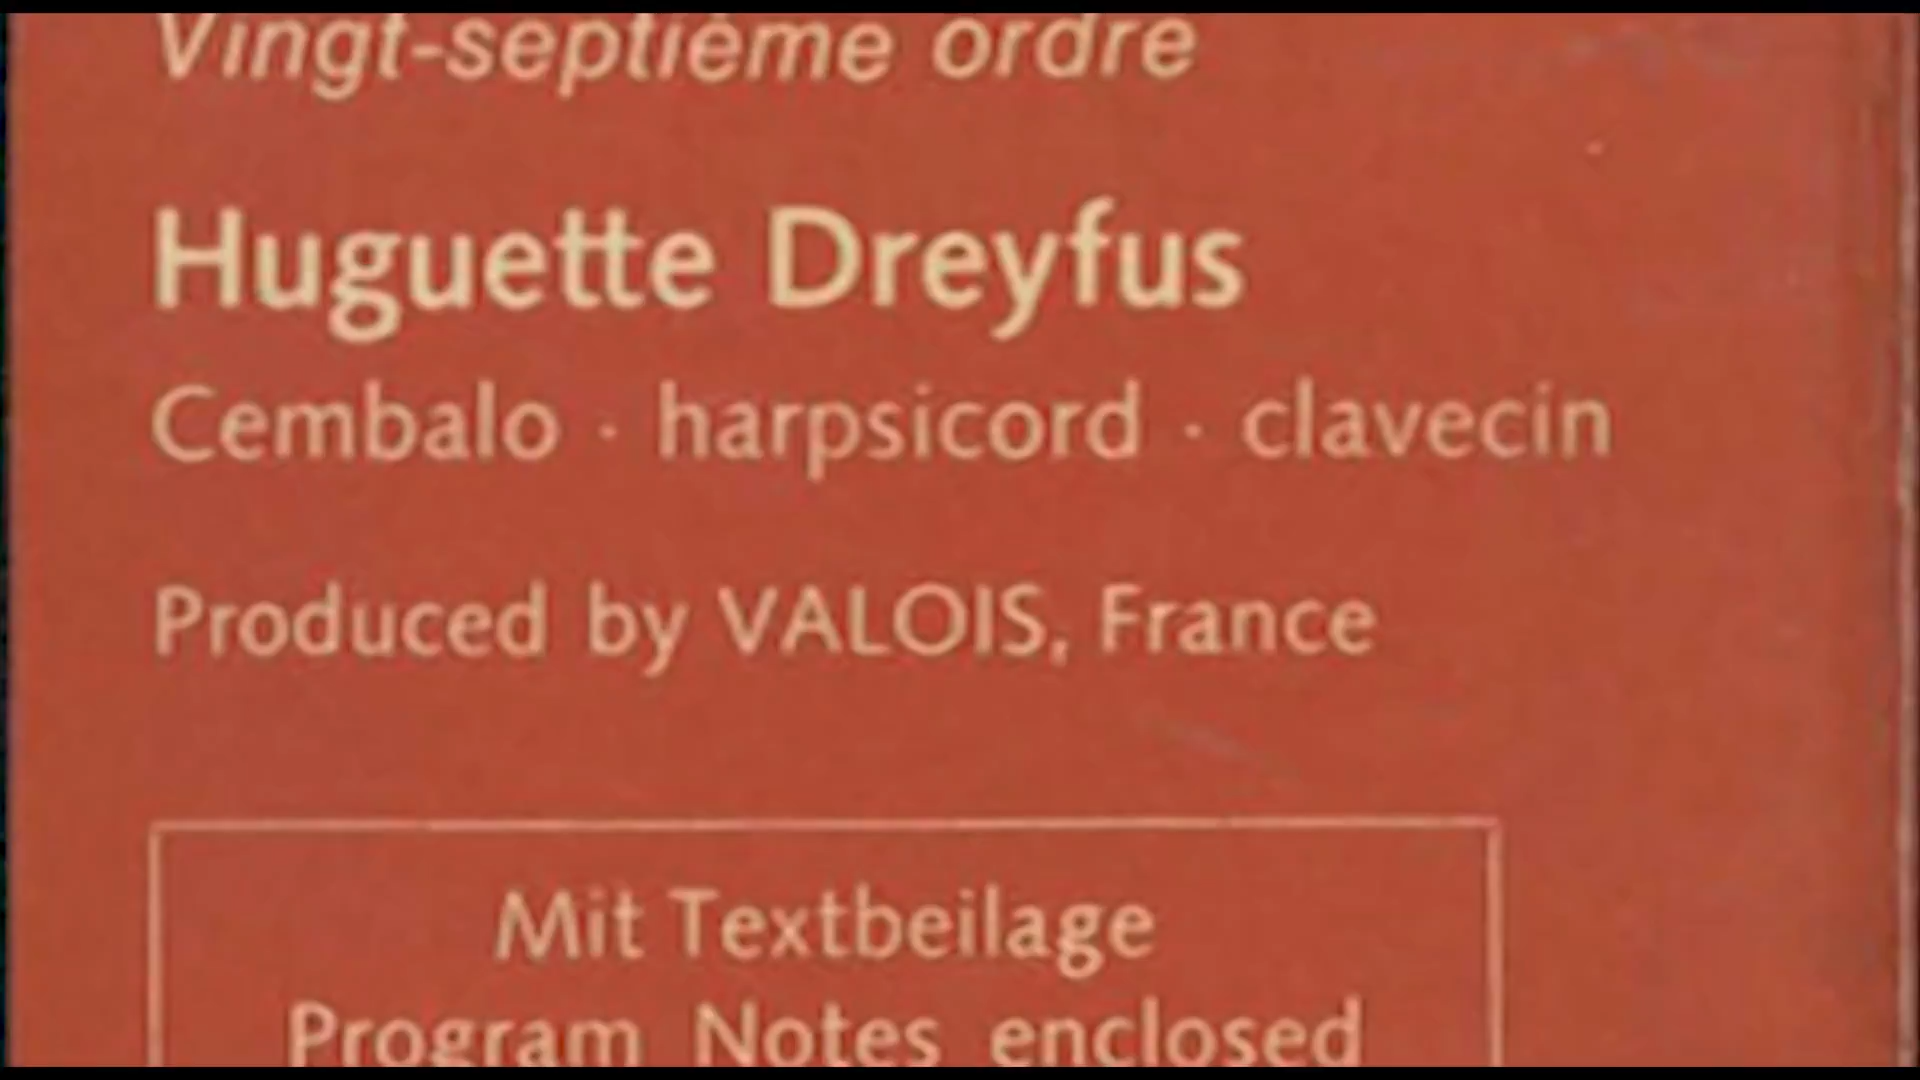 Vingt-septième ordre
Huguette Dreyfus
Cembalo · harpsicord · clavecin
Produced by VALOIS, France
Mit Textbeilage
Program Notes enclosed